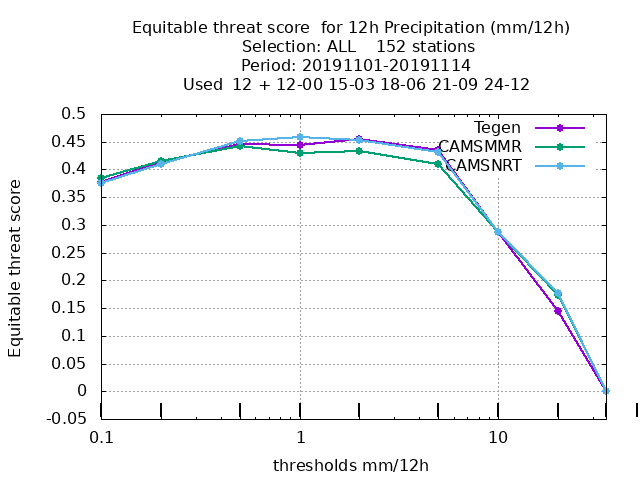 Equitable threat score  for 12h Precipitation (mm/12h)
Selection: ALL    152 stations
Period: 20191101-20191114
Used  12 + 12-00 15-03 18-06 21-09 24-12
Equitable threat score
0.5
0.45
0.4
0.35
0.3
0.25
0.2
0.15
0.1
0.05
0
-0.05
Tegen
CAMSMMR
CAMSNRT
0.1
1
10
thresholds mm/12h